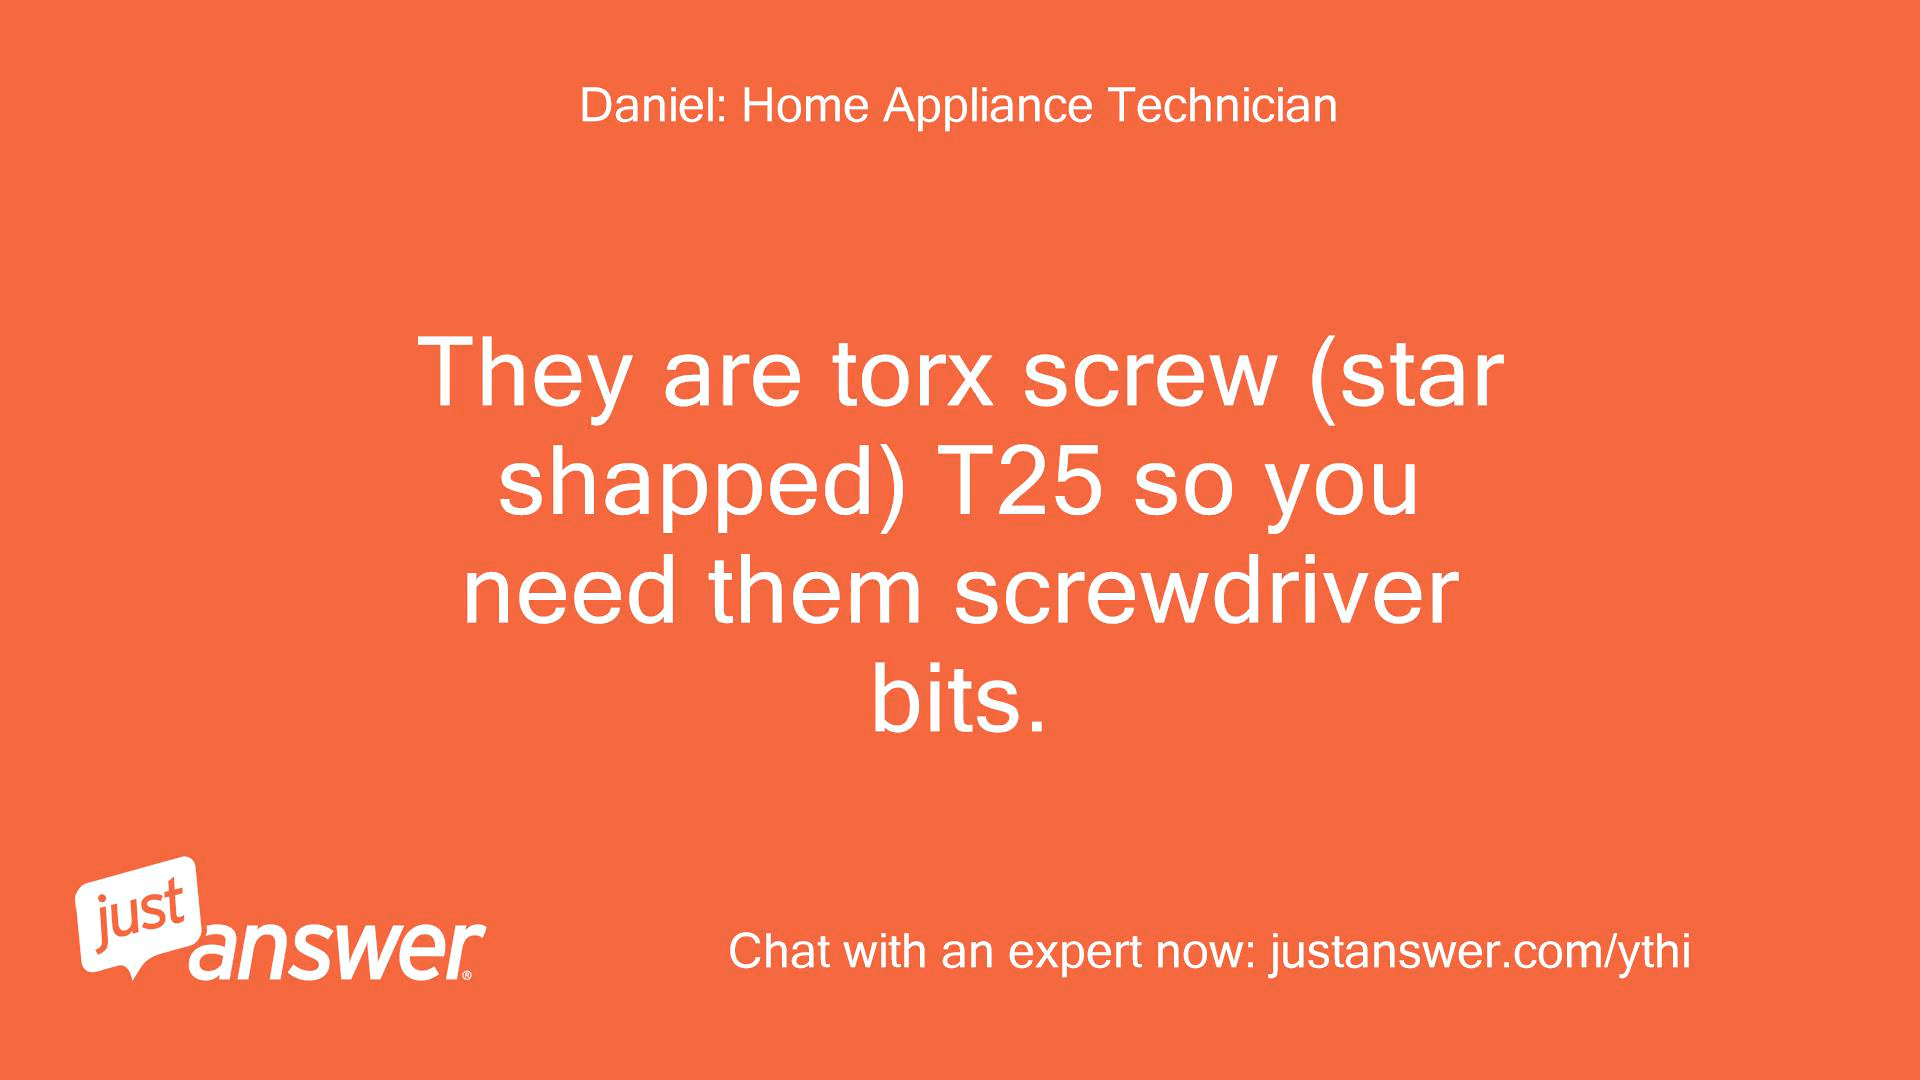 Daniel: Home Appliance Technician
They are torx screw (star
shapped) T25 so you
need them screwdriver
bits.
just
answer®
Chat with an expert now: justanswer.com/ythi